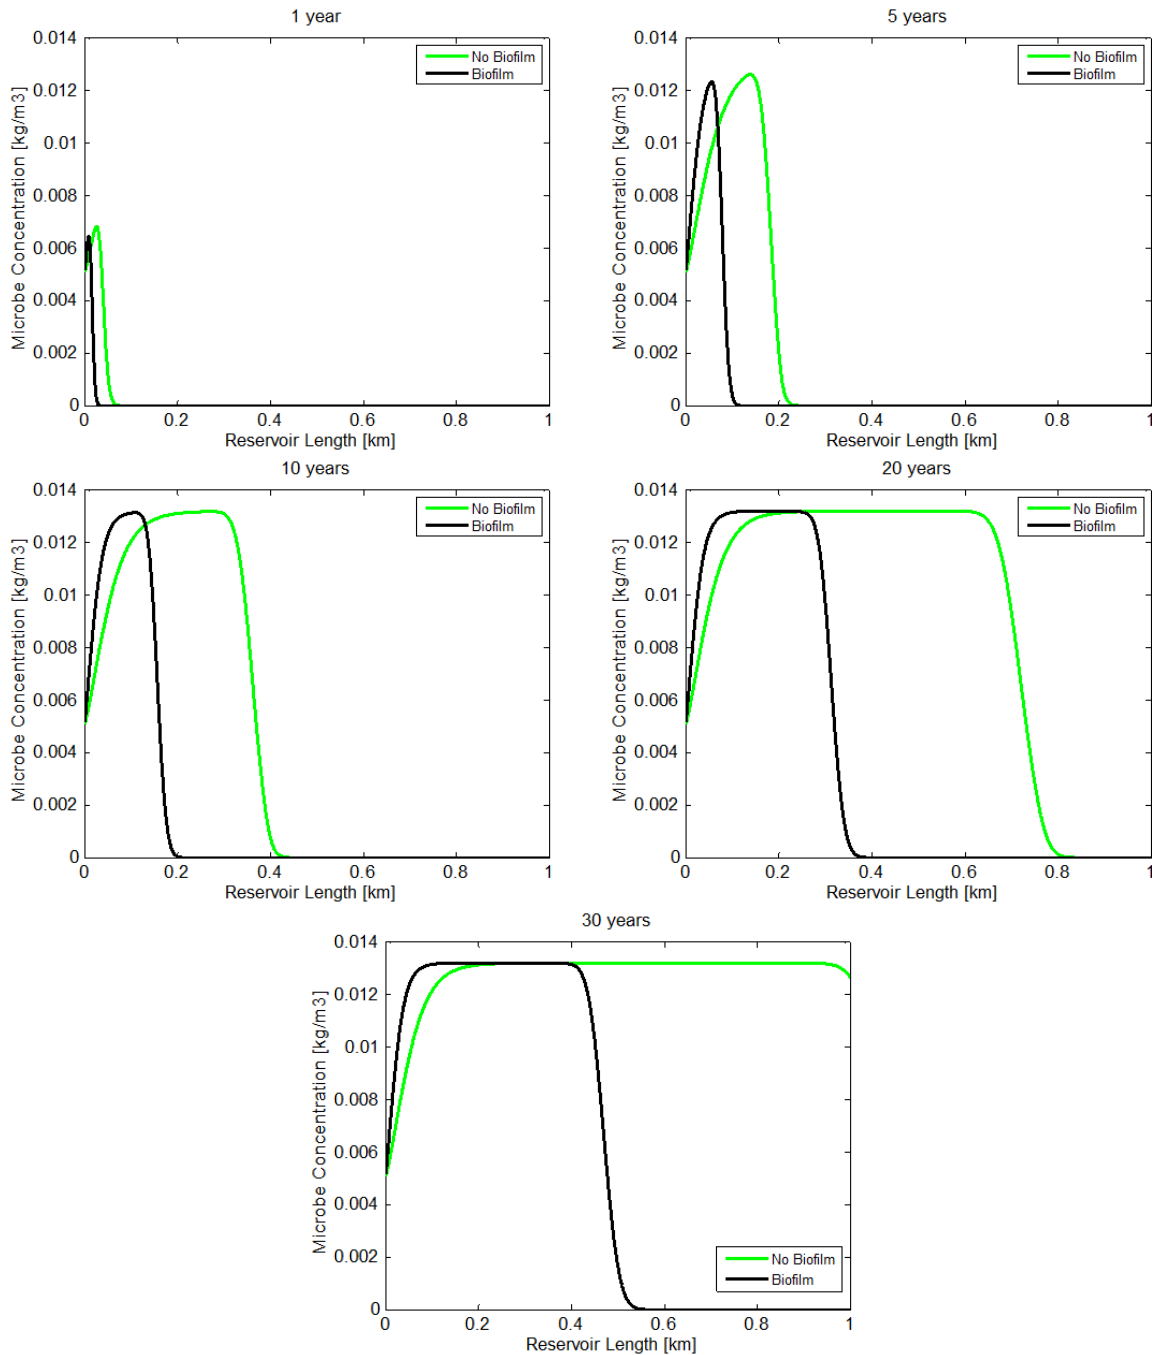 1 year
0.014
0.012
0.01
0.008
0.006
0.004
0.002
0
0 0.2 0.4 0.6 0.8 1
Microbe Concentration [kg/m3]
Reservoir Length [km]
No Biofilm
Biofilm
5 years
0.014
0.012
0.01
0.008
0.006
0.004
0.002
0
0 0.2 0.4 0.6 0.8 1
Microbe Concentration [kg/m3]
Reservoir Length [km]
No Biofilm
Biofilm
10 years
0.014
0.012
0.01
0.008
0.006
0.004
0.002
0
0 0.2 0.4 0.6 0.8 1
Microbe Concentration [kg/m3]
Reservoir Length [km]
No Biofilm
Biofilm
20 years
0.014
0.012
0.01
0.008
0.006
0.004
0.002
0
0 0.2 0.4 0.6 0.8 1
Microbe Concentration [kg/m3]
Reservoir Length [km]
No Biofilm
Biofilm
30 years
0.014
0.012
0.01
0.008
0.006
0.004
0.002
0
0 0.2 0.4 0.6 0.8 1
Microbe Concentration [kg/m3]
Reservoir Length [km]
No Biofilm
Biofilm